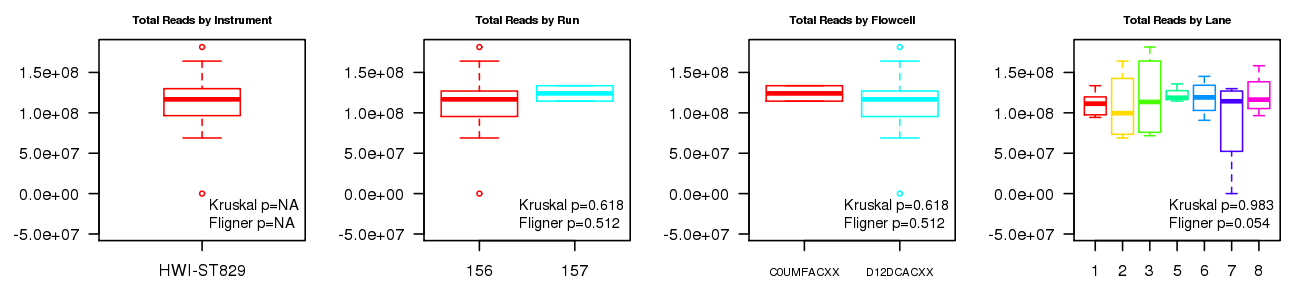 Total Reads by Instrument
1.5e+08
1.0e+08
5.0e+07
0.0e+00
-5.0e+07
Kruskal p=NA
Fligner p=NA
HWI-ST829
Total Reads by Run
1.5e+08
1.0e+08
5.0e+07
0.0e+00
-5.0e+07
Kruskal p=0.618
Fligner p=0.512
156 157
Total Reads by Flowcell
1.5e+08
1.0e+08
5.0e+07
0.0e+00
-5.0e+07
Kruskal p=0.618
Fligner p=0.512
C0UMFACXX D12DCACXX
Total Reads by Lane
1.5e+08
1.0e+08
5.0e+07
0.0e+00
-5.0e+07
Kruskal p=0.983
Fligner p=0.054
1 2 3 5 6 7 8